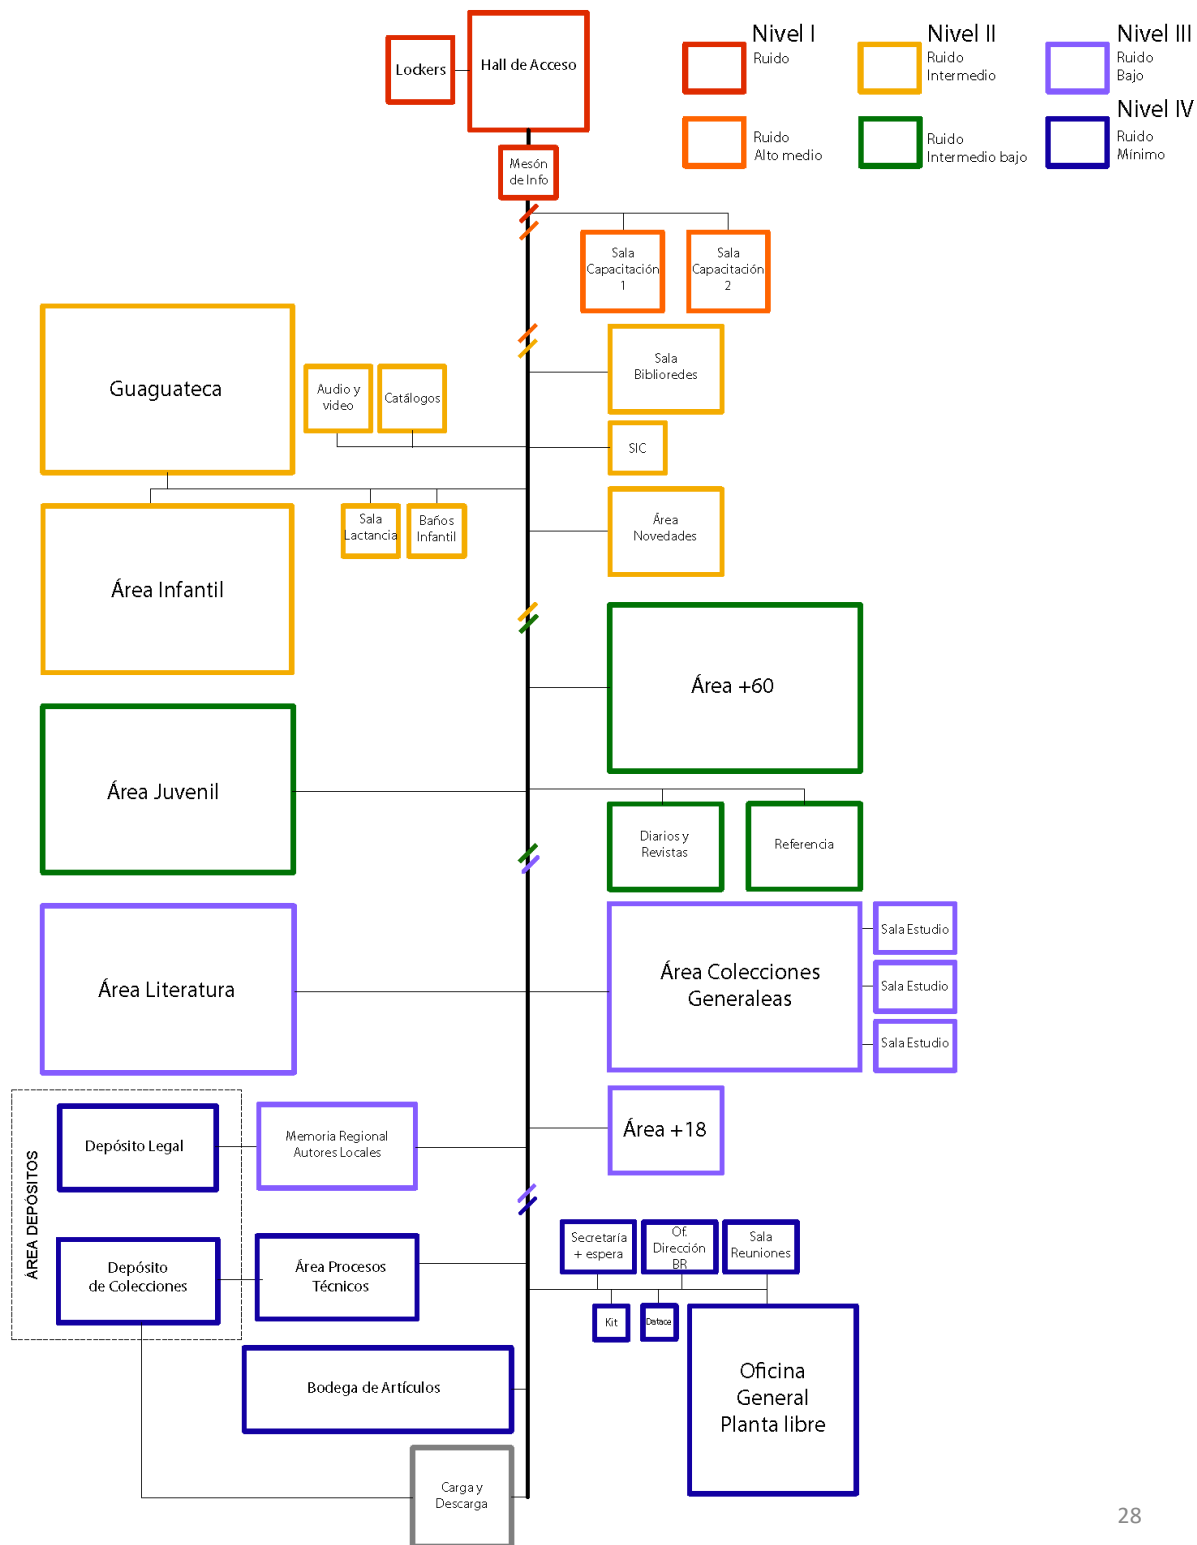 Nivel I
Ruido
Nivel II
Ruido
Intermedio
Nivel III
Ruido
Bajo
Ruido
Alto medio
Ruido
Intermedio bajo
Nivel IV
Ruido
Mínimo
Lockers
Hall de Acceso
Mesón
de Info
Sala
Capacitación
1
Sala
Capacitación
2
Guaguateca
Audio y
video
Catálogos
Sala
Biblioredes
SIC
Sala
Lactancia
Baños
Infantil
Área
Novedades
Área Infantil
Área +60
Área Juvenil
Diarios y
Revistas
Referencia
Área Literatura
Área Colecciones
Generaleas
Sala Estudio
Sala Estudio
Sala Estudio
ÁREA DEPÓSITOS
Depósito Legal
Memoria Regional
Autores Locales
Área +18
Depósito
de Colecciones
Área Procesos
Técnicos
Secretaría
+ espera
Of.
Dirección
BR
Sala
Reuniones
Kit
Datace
Bodega de Artículos
Oficina
General
Planta libre
Carga y
Descarga
28